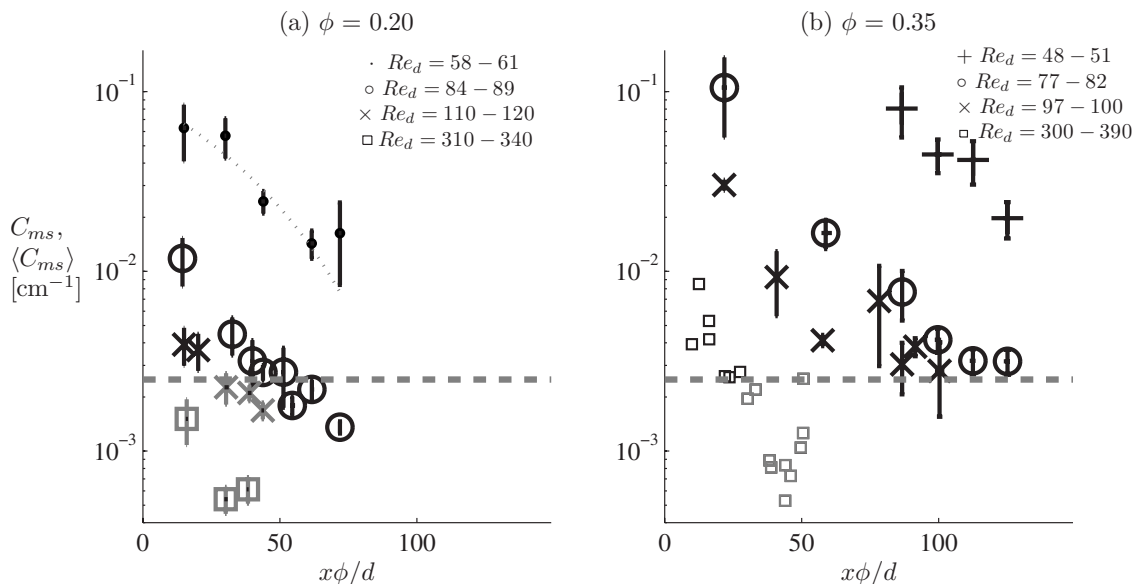 (a) ϕ = 0.20
(b) ϕ = 0.35
· Re_d = 58 − 61
○ Re_d = 84 − 89
× Re_d = 110 − 120
□ Re_d = 310 − 340
+ Re_d = 48 − 51
○ Re_d = 77 − 82
× Re_d = 97 − 100
□ Re_d = 300 − 390
C_ms,
⟨C_ms⟩
[cm⁻¹]
10⁻¹
10⁻²
10⁻³
10⁻¹
10⁻²
10⁻³
0 50 100
0 50 100
xϕ/d
xϕ/d